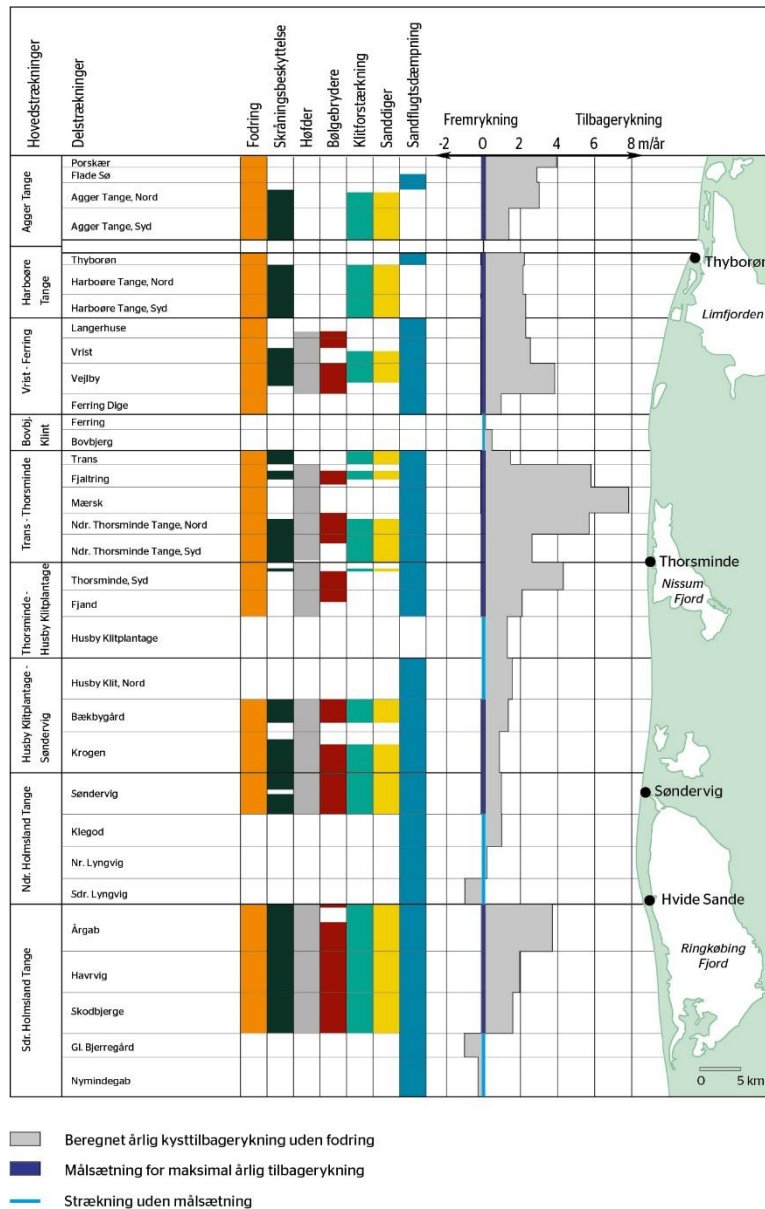 Hovedstrækninger
Delstrækninger
Fodring
Skråningsbeskyttelse
Høfder
Bølgebrydere
Klitforstærkning
Sanddiger
Sandflugtsdæmpning
Fremrykning
Tilbagerykning
-2 0 2 4 6 8 m/år
Agger Tange
Porskær
Flade Sø
Agger Tange, Nord
Agger Tange, Syd
Harboøre
Tange
Thyborøn
Harboøre Tange, Nord
Harboøre Tange, Syd
Vrist - Ferring
Langerhuse
Vrist
Vejlby
Ferring Dige
Bovbj.
Klint
Ferring
Bovbjerg
Trans - Thorsminde
Trans
Fjaltring
Mærsk
Ndr. Thorsminde Tange, Nord
Ndr. Thorsminde Tange, Syd
Thorsminde -
Husby Klitplantage
Thorsminde, Syd
Fjand
Husby Klitplantage
Husby Klitplantage -
Søndervig
Husby Klit, Nord
Bækbygård
Krogen
Ndr. Holmsland Tange
Søndervig
Klegod
Nr. Lyngvig
Sdr. Lyngvig
Sdr. Holmsland Tange
Årgab
Havrvig
Skodbjerge
Gl. Bjerregård
Nymindegab
Thyborøn
Limfjorden
Thorsminde
Nissum
Fjord
Søndervig
Hvide Sande
Ringkøbing
Fjord
0 5 km
Beregnet årlig kysttilbagerykning uden fodring
Målsætning for maksimal årlig tilbagerykning
Strækning uden målsætning